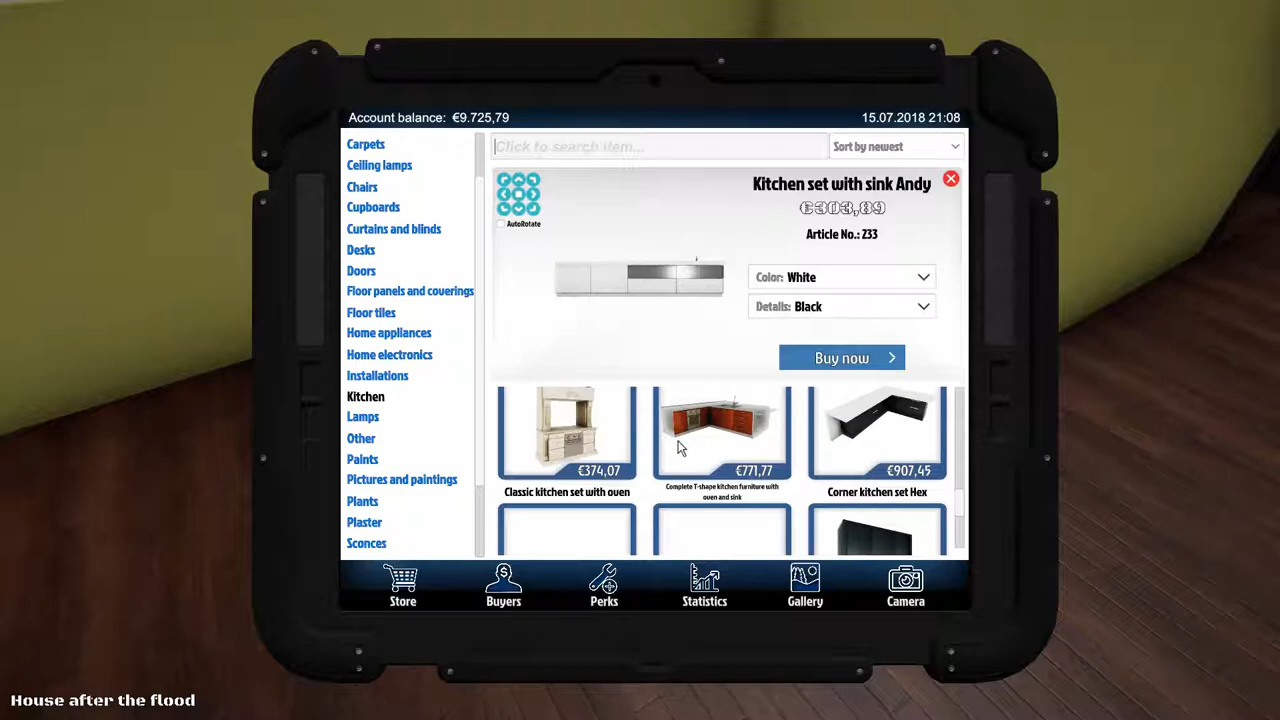 Account balance: €9.725,79
15.07.2018 21:08
Carpets
Ceiling lamps
Chairs
Cupboards
Curtains and blinds
Desks
Doors
Floor panels and coverings
Floor tiles
Home appliances
Home electronics
Installations
Kitchen
Lamps
Other
Paints
Pictures and paintings
Plants
Plaster
Sconces
Click to search item...
Sort by newest
AutoRotate
Kitchen set with sink Andy
€303,89
Article No.: 233
Color: White
Details: Black
Buy now
€374,07
Classic kitchen set with oven
€771,77
Complete T-shape kitchen furniture with
oven and sink
€907,45
Corner kitchen set Hex
Store
Buyers
Perks
Statistics
Gallery
Camera
House after the flood